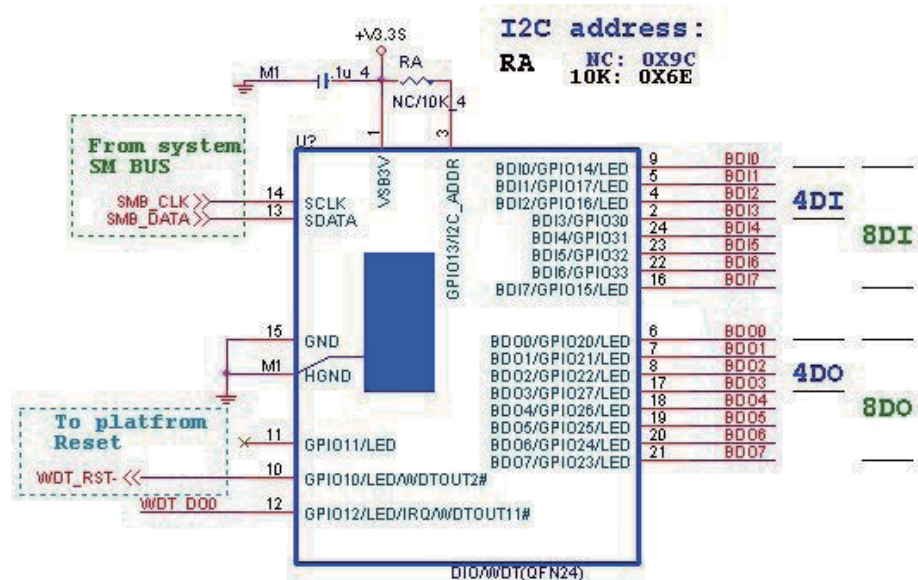 I2C address:
RA NC: 0X9C
10K: 0X6E
+V3.3S
M1 .1u_4 RA
NC/10K_4
From system
SM BUS
SMB_CLK
SMB_DATA
14 SCLK
13 SDATA
U?
1 VSB3V
3 GPIO13/I2C_ADDR
BDI0/GPIO14/LED 9 BDI0
BDI1/GPIO17/LED 5 BDI1
BDI2/GPIO16/LED 4 BDI2
BDI3/GPIO30 2 BDI3
BDI4/GPIO31 24 BDI4
BDI5/GPIO32 23 BDI5
BDI6/GPIO33 22 BDI6
BDI7/GPIO15/LED 16 BDI7
4DI
8DI
15 GND
M1 HGND
BDO0/GPIO20/LED 6 BDO0
BDO1/GPIO21/LED 7 BDO1
BDO2/GPIO22/LED 8 BDO2
BDO3/GPIO27/LED 17 BDO3
BDO4/GPIO26/LED 18 BDO4
BDO5/GPIO25/LED 19 BDO5
BDO6/GPIO24/LED 20 BDO6
BDO7/GPIO23/LED 21 BDO7
4DO
8DO
To platfrom
Reset
WDT_RST-
11 GPIO11/LED
10 GPIO10/LED/WDTOUT2#
WDT_DO0 12 GPIO12/LED/IRQ/WDTOUT11#
DIO/WDT(QFN24)